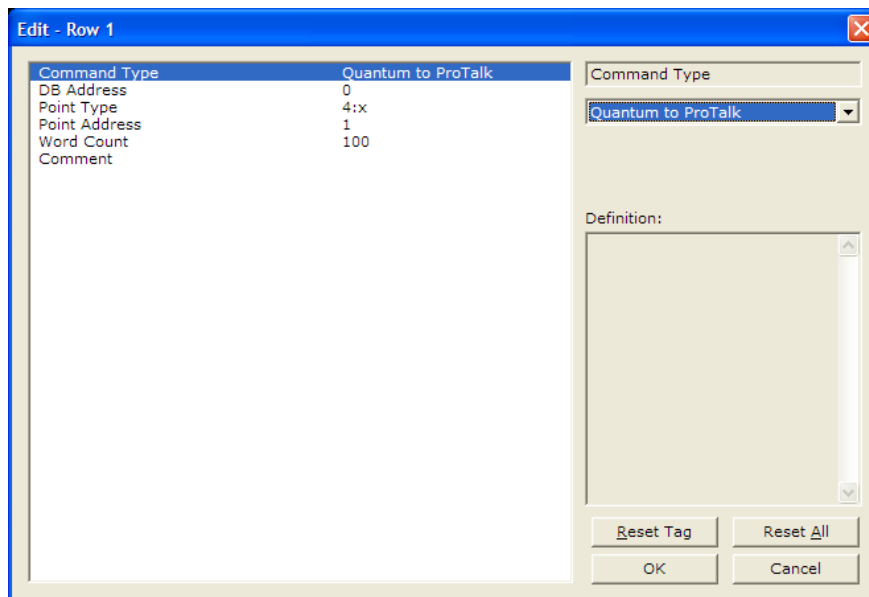 Edit - Row 1
Command Type Quantum to ProTalk
DB Address 0
Point Type 4:x
Point Address 1
Word Count 100
Comment
Command Type
Quantum to ProTalk
Definition:
Reset Tag Reset All
OK Cancel